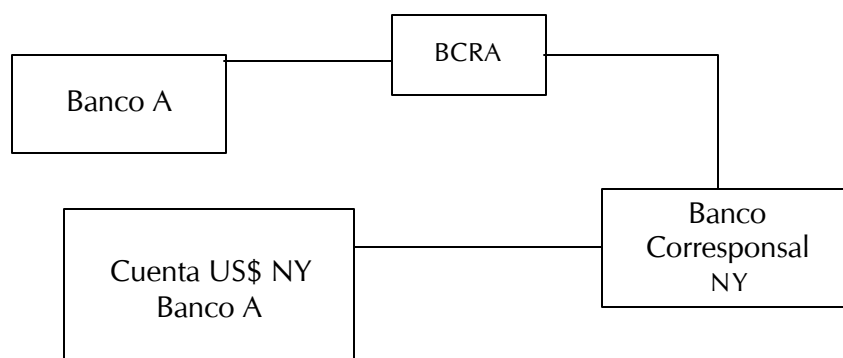 BCRA
Banco A
Banco
Corresponsal
NY
Cuenta US$ NY
Banco A